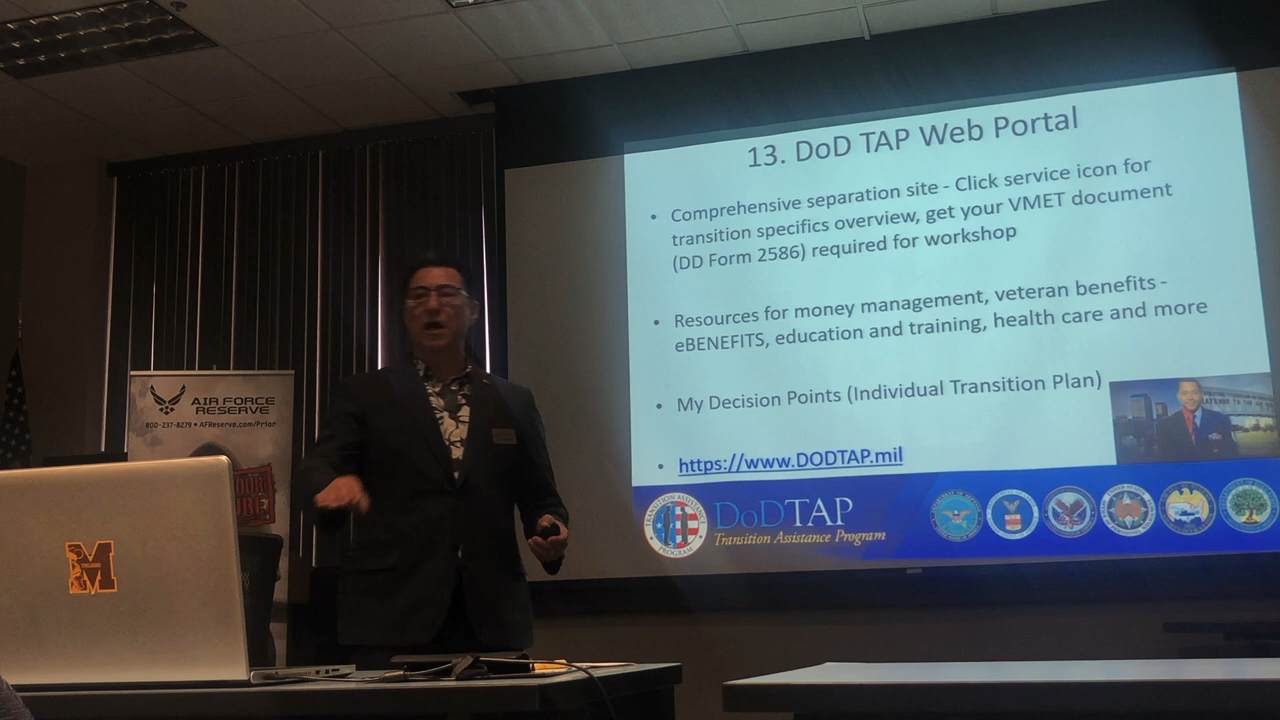 13. DoD TAP Web Portal
• Comprehensive separation site - Click service icon for
transition specifics overview, get your VMET document
(DD Form 2586) required for workshop
• Resources for money management, veteran benefits -
eBENEFITS, education and training, health care and more
• My Decision Points (Individual Transition Plan)
• https://www.DODTAP.mil
TRANSITION ASSISTANCE
PROGRAM
DoDTAP
Transition Assistance Program
AIR FORCE
RESERVE
800-237-8279 • AFReserve.com/Prior
M